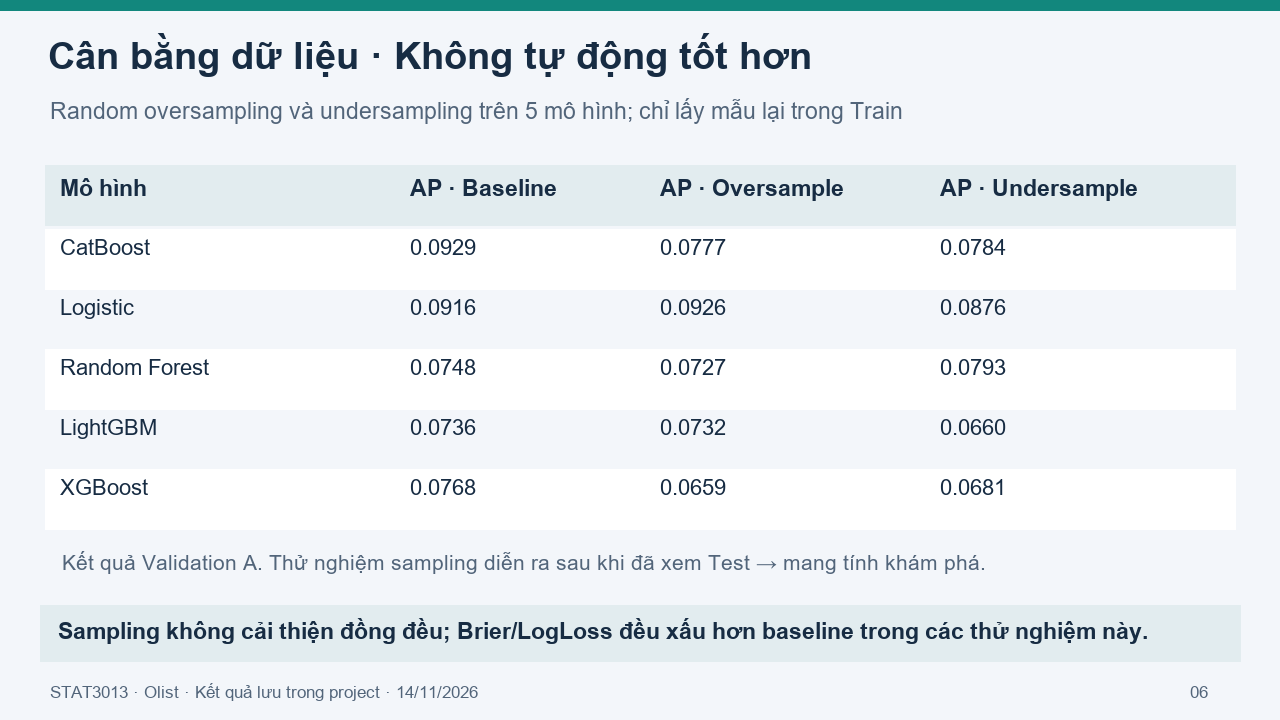 Cân bằng dữ liệu · Không tự động tốt hơn
Random oversampling và undersampling trên 5 mô hình; chỉ lấy mẫu lại trong Train
Mô hình AP · Baseline AP · Oversample AP · Undersample
CatBoost 0.0929 0.0777 0.0784
Logistic 0.0916 0.0926 0.0876
Random Forest 0.0748 0.0727 0.0793
LightGBM 0.0736 0.0732 0.0660
XGBoost 0.0768 0.0659 0.0681
Kết quả Validation A. Thử nghiệm sampling diễn ra sau khi đã xem Test → mang tính khám phá.
Sampling không cải thiện đồng đều; Brier/LogLoss đều xấu hơn baseline trong các thử nghiệm này.
STAT3013 · Olist · Kết quả lưu trong project · 14/11/2026 06